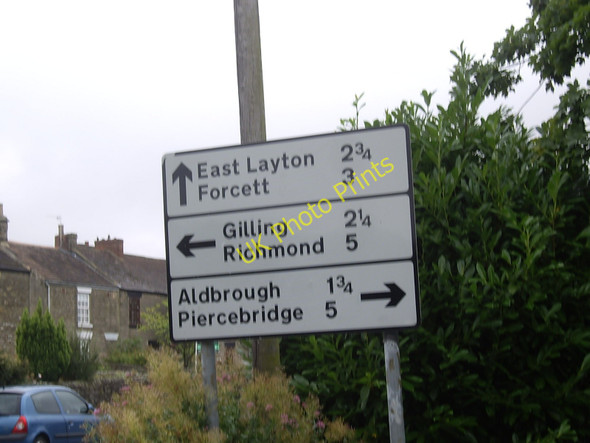 East Layton 2¾
Forcett 3
Gilling 2¼
Richmond 5
Aldbrough 1¾
Piercebridge 5
UK Photo Prints